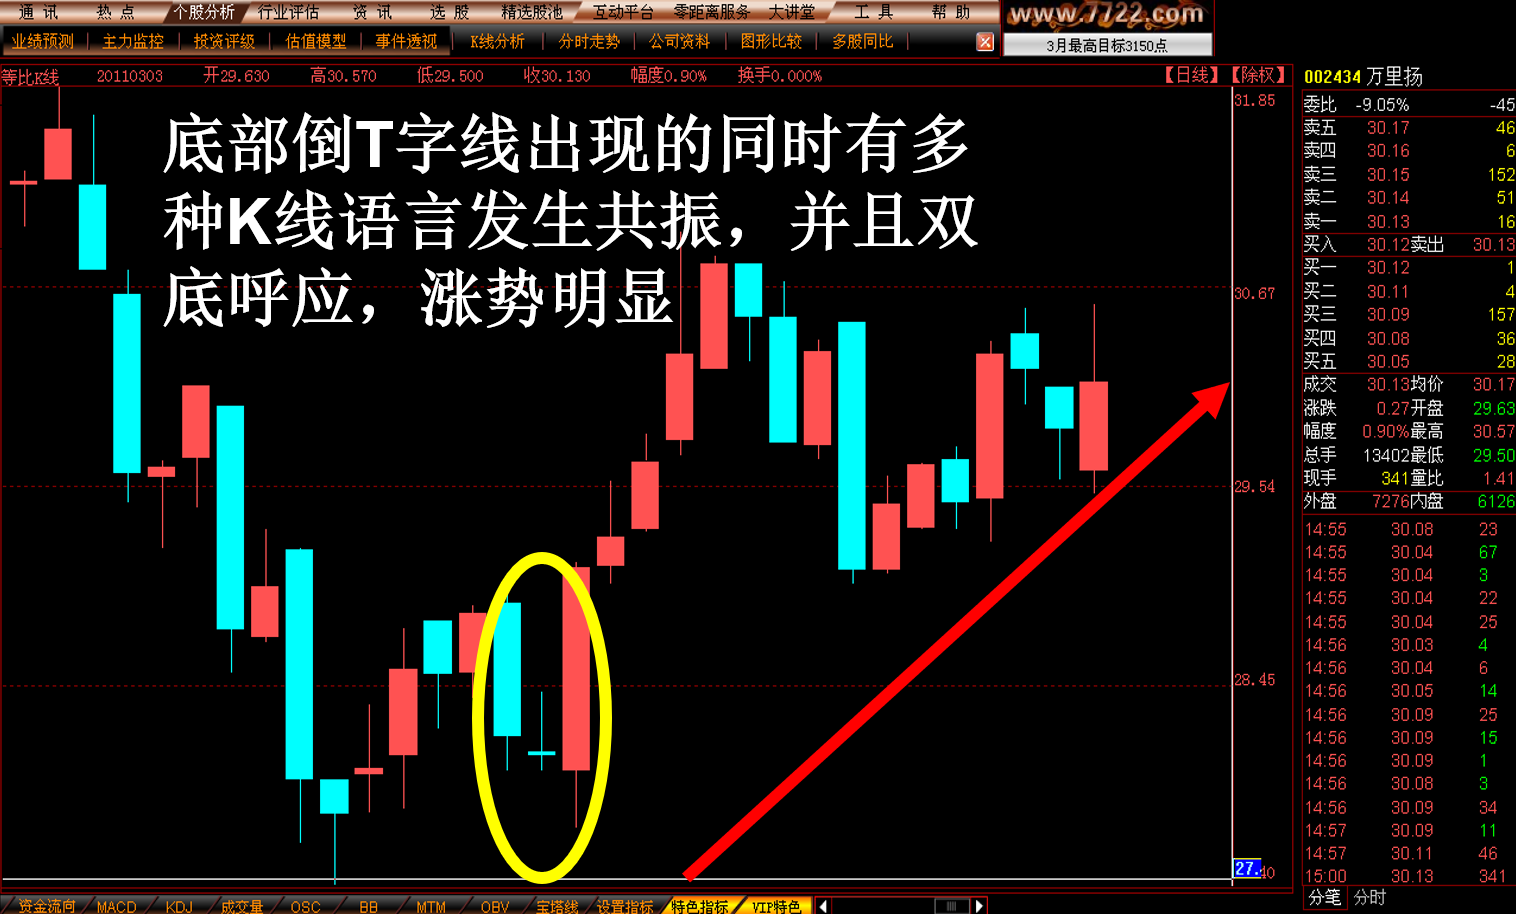 通 讯 热 点 个股分析 行业评估 资 讯 选 股 精选股池 互动平台 零距离服务 大讲堂 工 具 帮 助
www.7722.com
业绩预测 主力监控 投资评级 估值模型 事件透视 K线分析 分时走势 公司资料 图形比较 多股同比
3月最高目标3150点
等比K线 20110303 开29.630 高30.570 低29.500 收30.130 幅度0.90% 换手0.000% 【日线】【除权】
底部倒T字线出现的同时有多
种K线语言发生共振，并且双
底呼应，涨势明显
31.85
30.67
29.54
28.45
27.40
002434 万里扬
委比 -9.05% -45
卖五 30.17 46
卖四 30.16 6
卖三 30.15 152
卖二 30.14 51
卖一 30.13 16
买入 30.12 卖出 30.13
买一 30.12 1
买二 30.11 4
买三 30.09 157
买四 30.08 36
买五 30.05 28
成交 30.13 均价 30.17
涨跌 0.27 开盘 29.63
幅度 0.90% 最高 30.57
总手 13402 最低 29.50
现手 341 量比 1.41
外盘 7276 内盘 6126
14:55 30.08 23
14:55 30.04 67
14:55 30.04 3
14:55 30.04 22
14:55 30.04 25
14:56 30.03 4
14:56 30.04 6
14:56 30.05 14
14:56 30.09 25
14:56 30.09 15
14:56 30.09 1
14:56 30.08 3
14:56 30.09 34
14:57 30.09 11
14:57 30.11 46
15:00 30.13 341
分笔 分时
资金流向 MACD KDJ 成交量 OSC BB MTM OBV 宝塔线 设置指标 特色指标 VIP特色